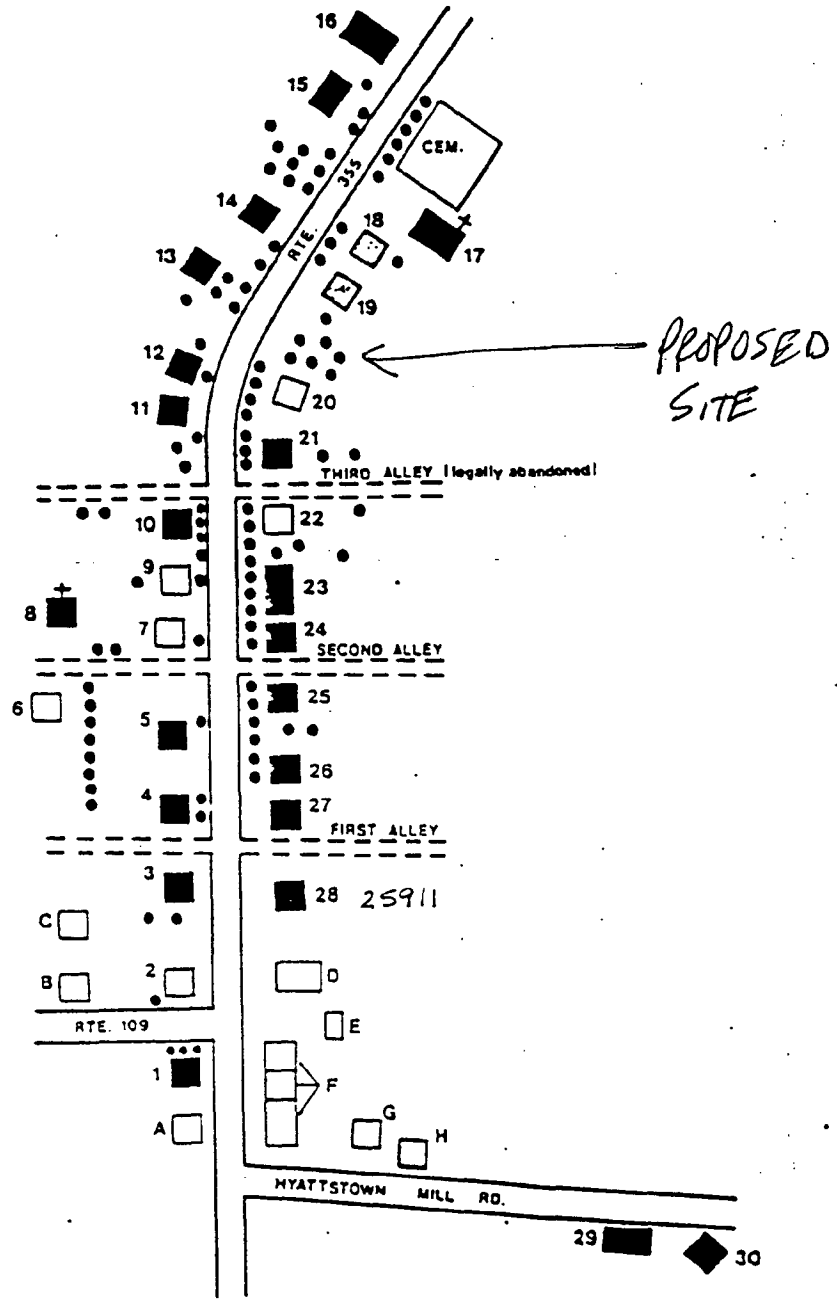 16
15
CEM.
RTE. 355
14
18
17
13
19
PROPOSED
SITE
12
20
11
21
THIRD ALLEY (legally abandoned)
10
22
9
23
8
7
24
SECOND ALLEY
6
25
5
26
4
27
FIRST ALLEY
3
28 25911
C
2
D
B
E
RTE. 109
1
F
A
G
H
HYATTSTOWN MILL RD.
29
30